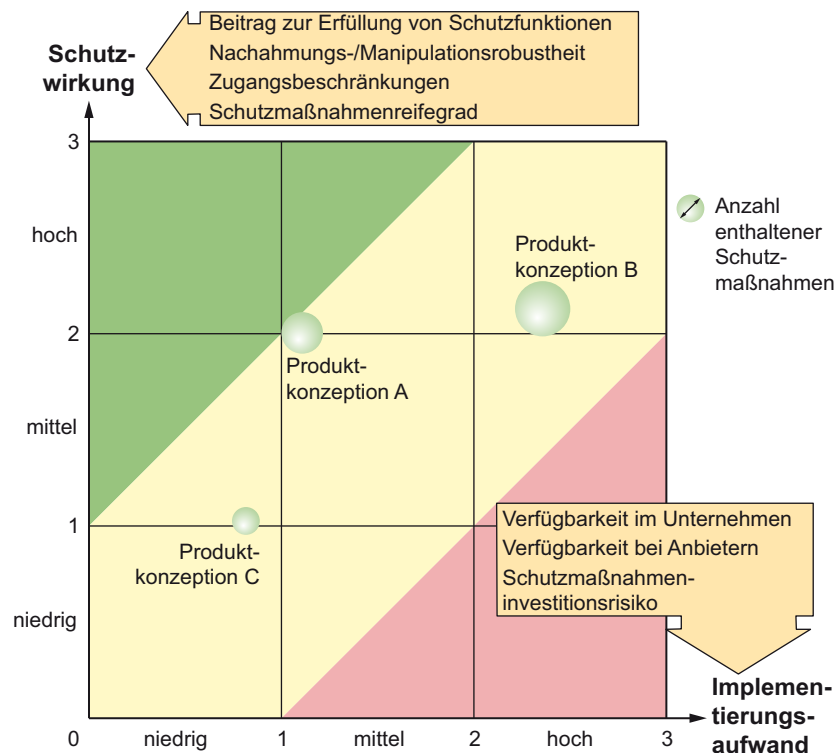 Beitrag zur Erfüllung von Schutzfunktionen
Nachahmungs-/Manipulationsrobustheit
Zugangsbeschränkungen
Schutzmaßnahmenreifegrad
Schutz-
wirkung
3
hoch
2
mittel
1
niedrig
0
niedrig
1
mittel
2
hoch
3
Produkt-
konzeption B
Produkt-
konzeption A
Produkt-
konzeption C
Anzahl
enthaltener
Schutz-
maßnahmen
Verfügbarkeit im Unternehmen
Verfügbarkeit bei Anbietern
Schutzmaßnahmen-
investitionsrisiko
Implemen-
tierungs-
aufwand